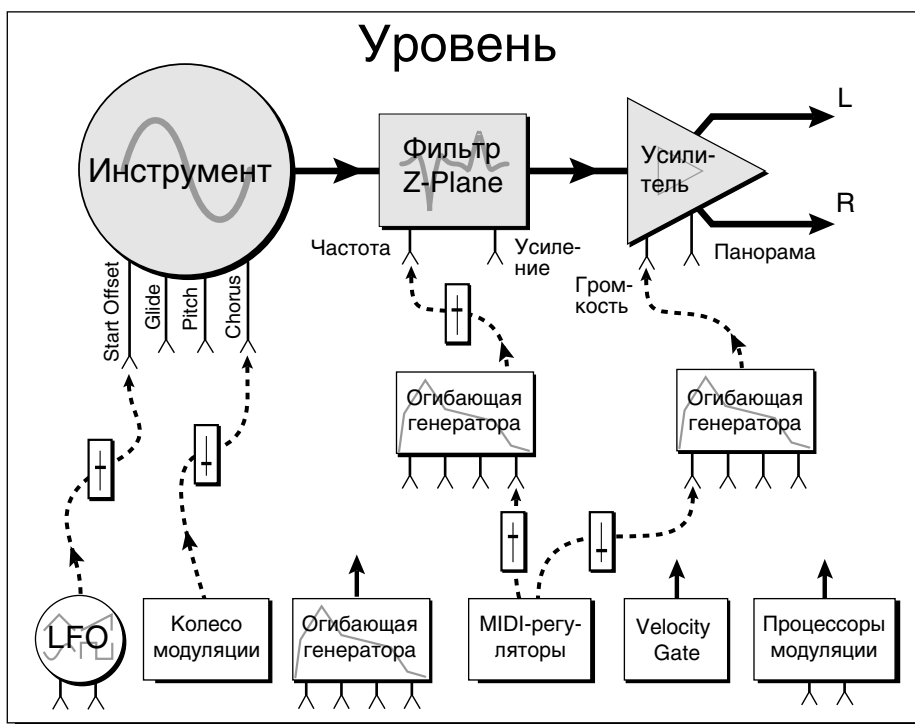 Уровень
L
Инструмент
Фильтр
Z-Plane
Усили-
тель
R
Частота
Усиле-
ние
Панорама
Гром-
кость
Start Offset
Glide
Pitch
Chorus
Огибающая
генератора
Огибающая
генератора
LFO
Колесо
модуляции
Огибающая
генератора
MIDI-регу-
ляторы
Velocity
Gate
Процессоры
модуляции